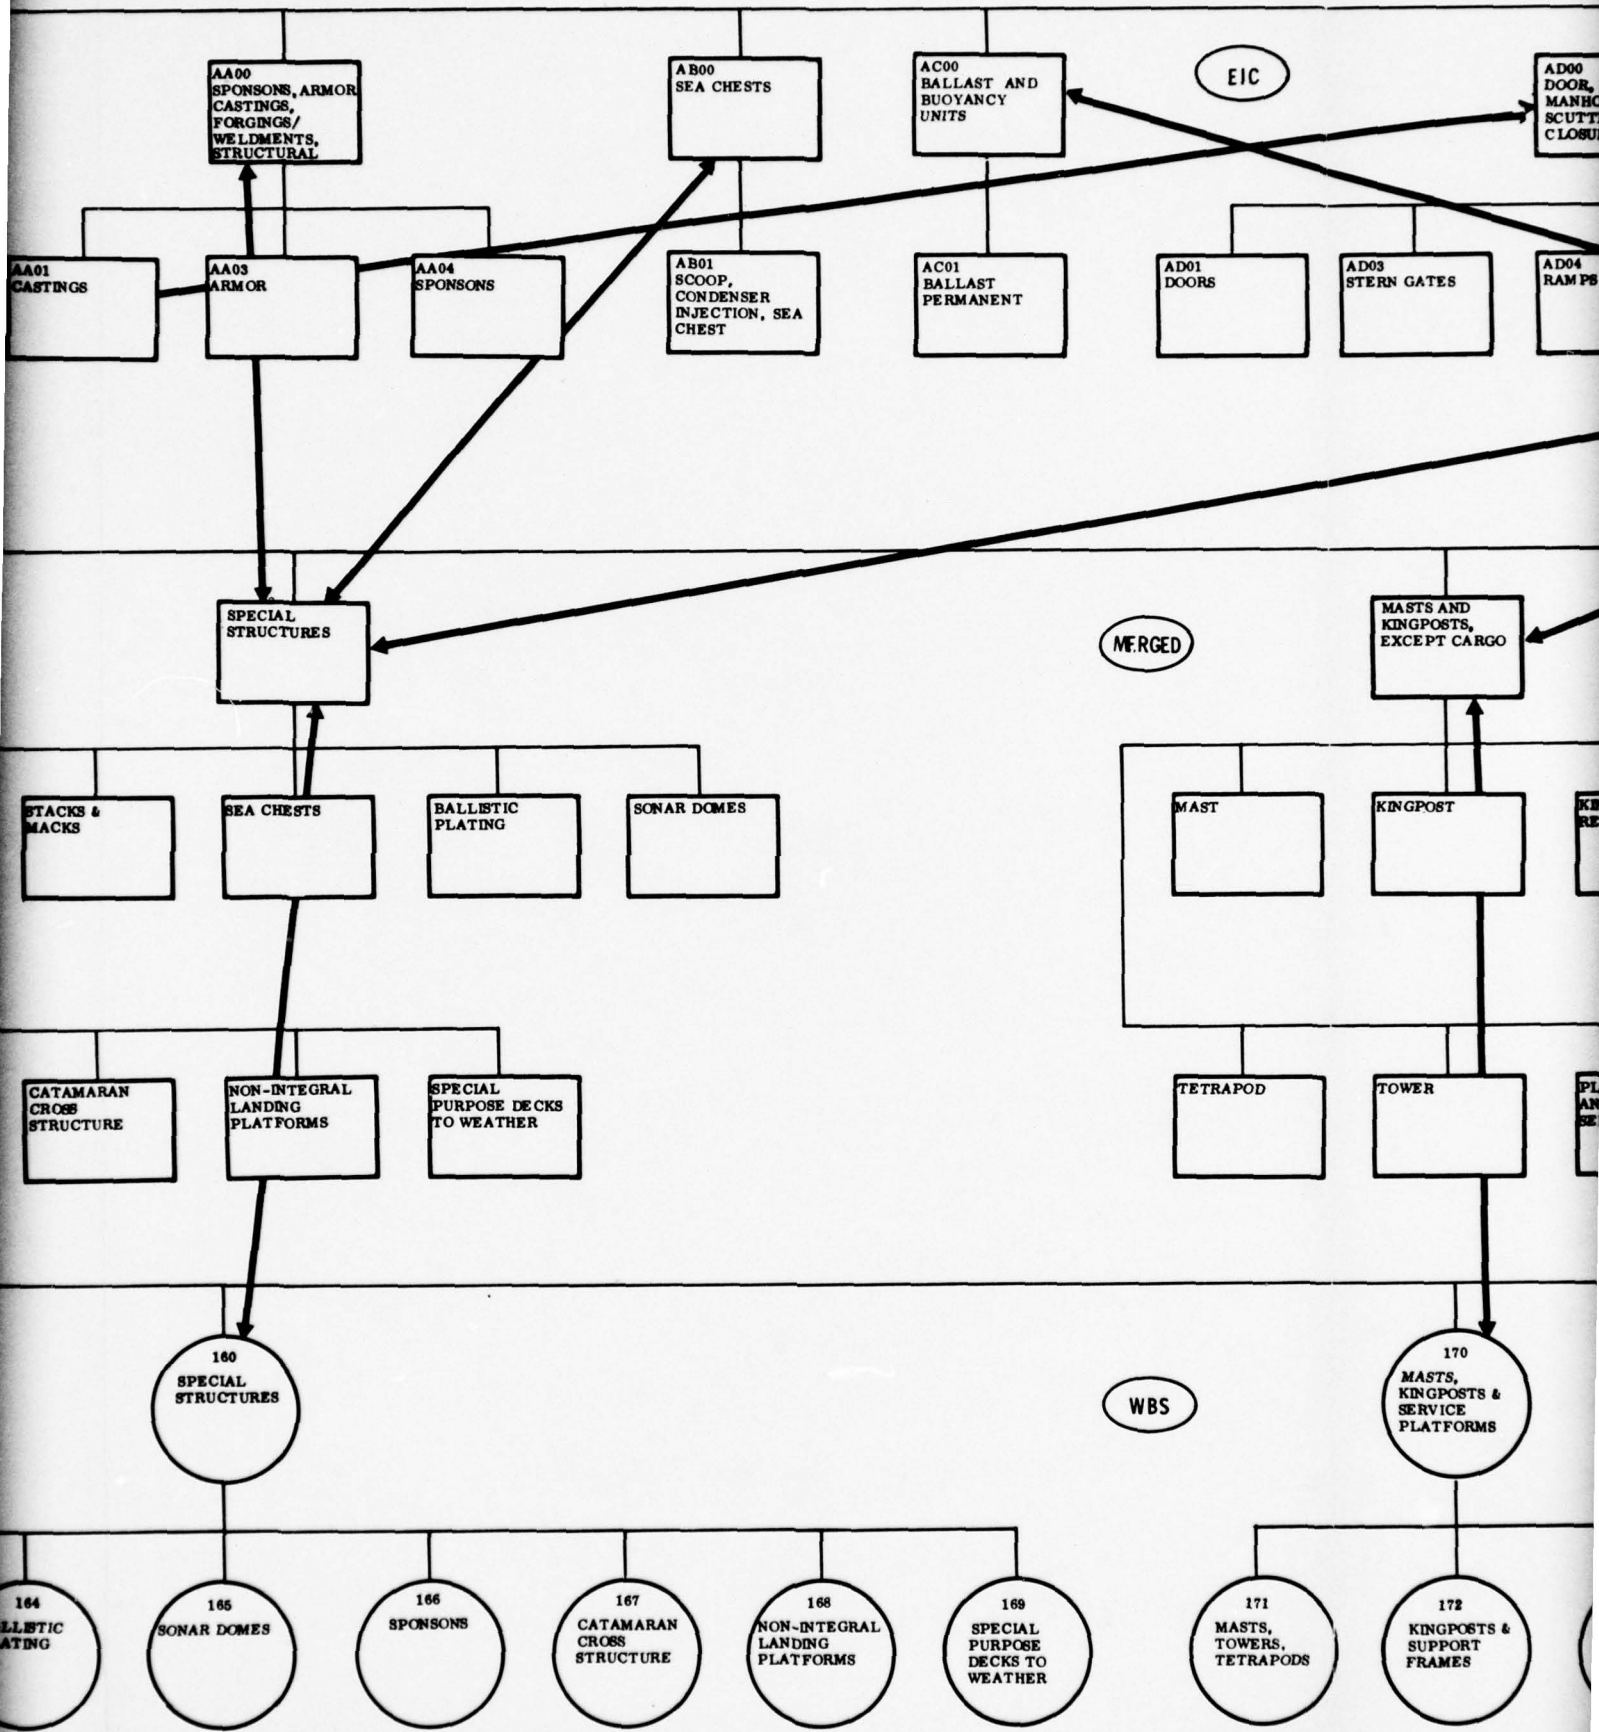 AA00
SPONSONS, ARMOR
CASTINGS,
FORGINGS/
WELDMENTS,
STRUCTURAL
AB00
SEA CHESTS
AC00
BALLAST AND
BUOYANCY
UNITS
EIC
AD00
DOOR,
AA01
CASTINGS
AA03
ARMOR
AA04
SPONSONS
AB01
SCOOP,
CONDENSER
INJECTION, SEA
CHEST
AC01
BALLAST
PERMANENT
AD01
DOORS
AD03
STERN GATES
AD04
RAMPS
SPECIAL
STRUCTURES
MERGED
MASTS AND
KINGPOSTS,
EXCEPT CARGO
STACKS &
MACKS
SEA CHESTS
BALLISTIC
PLATING
SONAR DOMES
MAST
KINGPOST
CATAMARAN
CROSS
STRUCTURE
NON-INTEGRAL
LANDING
PLATFORMS
SPECIAL
PURPOSE DECKS
TO WEATHER
TETRAPOD
TOWER
160
SPECIAL
STRUCTURES
WBS
170
MASTS,
KINGPOSTS &
SERVICE
PLATFORMS
164
165
SONAR DOMES
166
SPONSONS
167
CATAMARAN
CROSS
STRUCTURE
168
NON-INTEGRAL
LANDING
PLATFORMS
169
SPECIAL
PURPOSE
DECKS TO
WEATHER
171
MASTS,
TOWERS,
TETRAPODS
172
KINGPOSTS &
SUPPORT
FRAMES